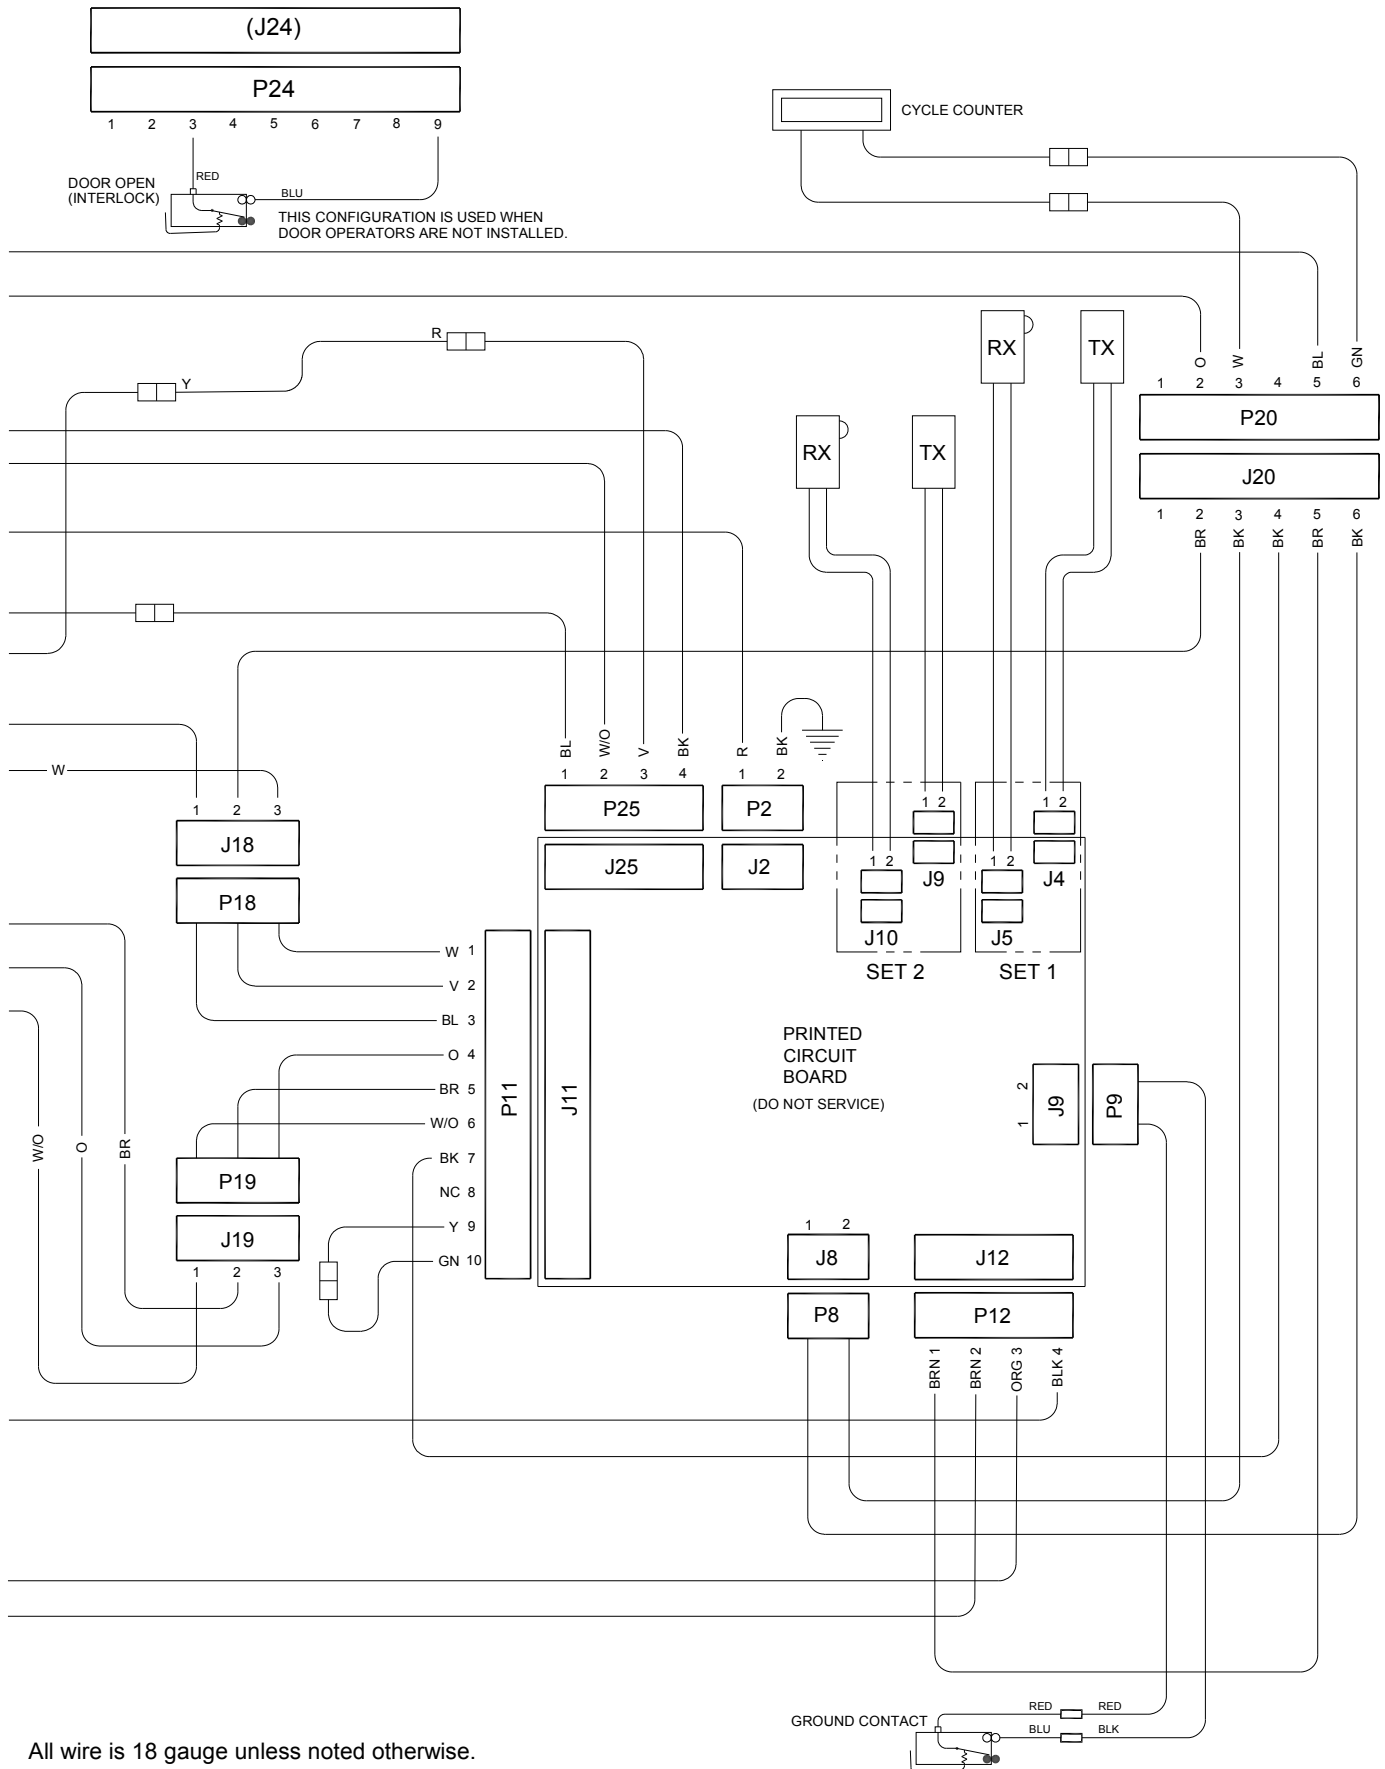 (J24)
P24
1 2 3 4 5 6 7 8 9
CYCLE COUNTER
RED
DOOR OPEN
(INTERLOCK)
BLU
THIS CONFIGURATION IS USED WHEN
DOOR OPERATORS ARE NOT INSTALLED.
R
Y
RX
TX
RX
TX
O W BL GN
1 2 3 4 5 6
P20
J20
1 2 3 4 5 6
BR BK BK BR BK
BL W/O V BK
1 2 3 4
P25
J25
R BK
1 2
P2
J2
W
1 2 3
J18
P18
1 2
1 2
J9
J10
SET 2
1 2
1 2
J4
J5
SET 1
W 1
V 2
BL 3
O 4
BR 5
W/O 6
BK 7
NC 8
Y 9
GN 10
P11
J11
PRINTED
CIRCUIT
BOARD
(DO NOT SERVICE)
2
1
J9
P9
W/O
O
BR
P19
J19
1 2 3
1 2
J8
P8
J12
P12
BRN 1
BRN 2
ORG 3
BLK 4
GROUND CONTACT
RED RED
BLU BLK
All wire is 18 gauge unless noted otherwise.